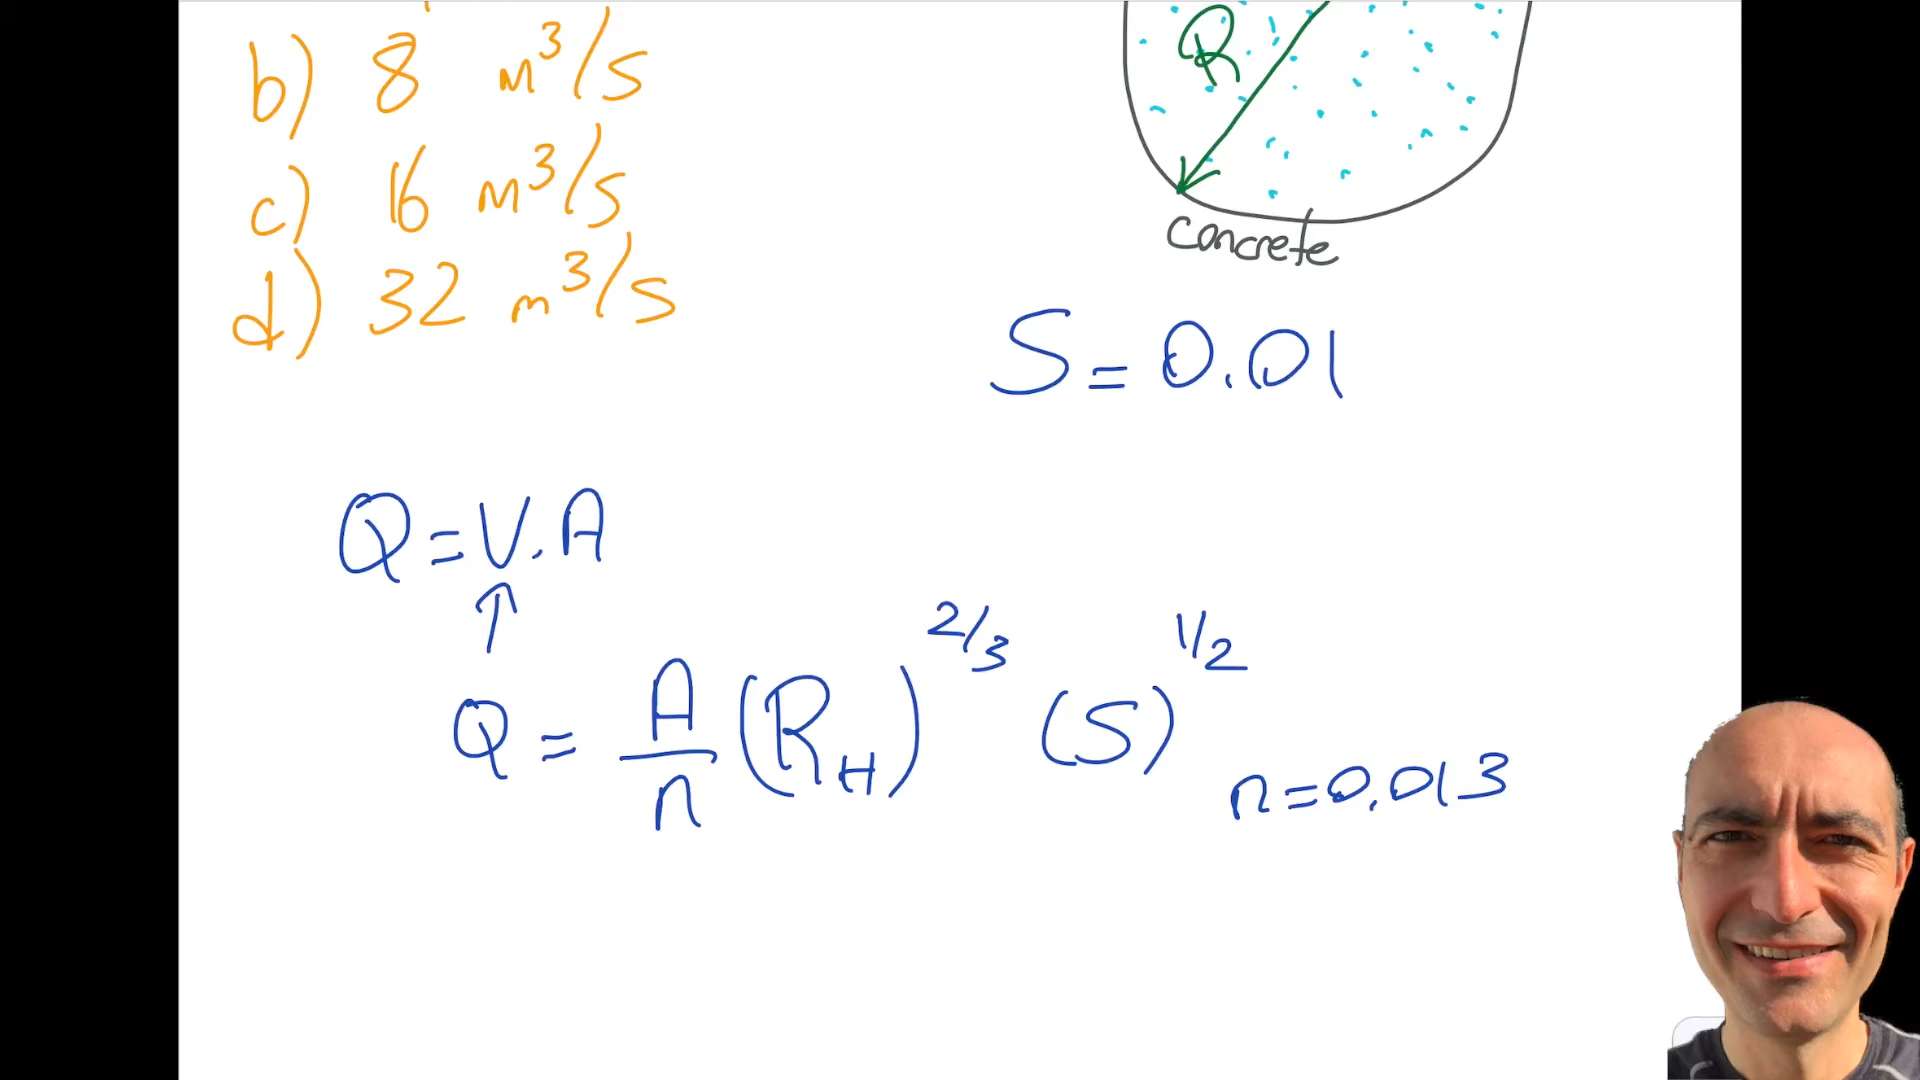 b) 8 m³/s
c) 16 m³/s
d) 32 m³/s
R
concrete
S = 0.01
Q = V.A
↑
Q = A/n (R_H)^2/3 (S)^1/2
n = 0.013